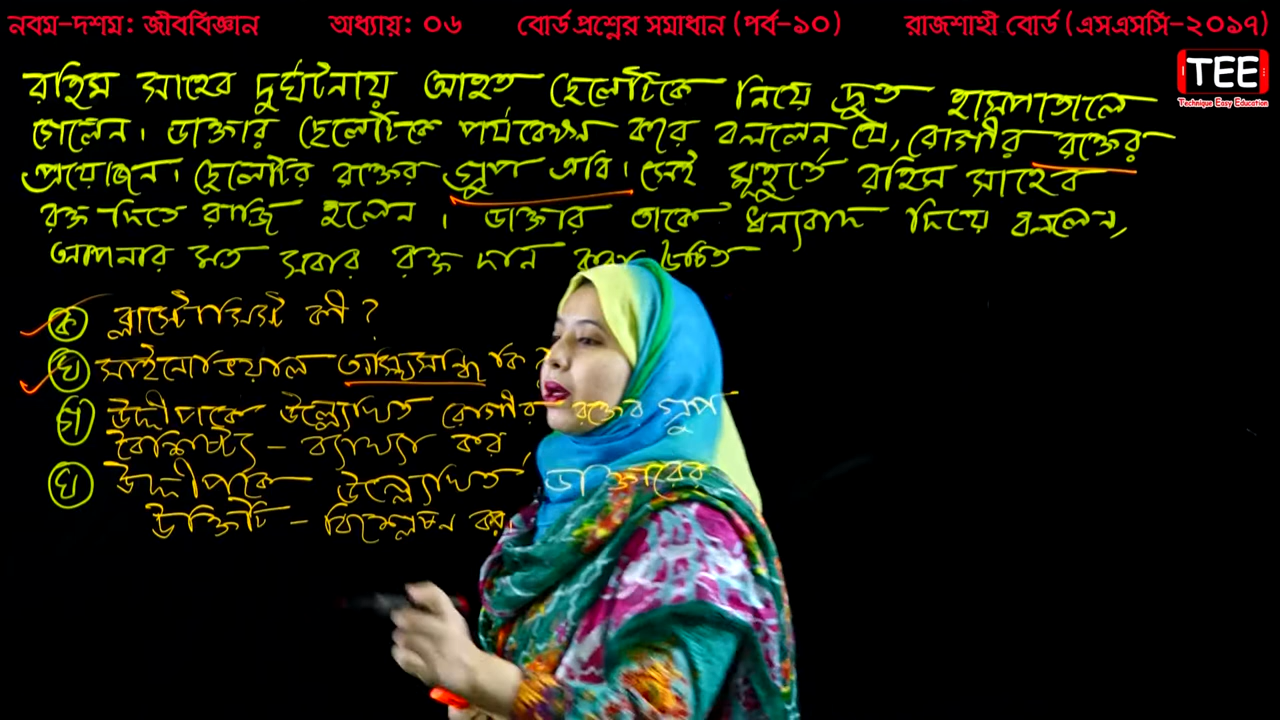 নবম-দশম: জীববিজ্ঞান অধ্যায়: ০৬ বোর্ড প্রশ্নের সমাধান (পর্ব-১০) রাজশাহী বোর্ড (এসএসসি-২০১৭)
TEE
Technique Easy Education
রহিম সাহেব দুর্ঘটনায় আহত ছেলেটিকে নিয়ে দ্রুত হাসপাতালে
গেলেন। ডাক্তার ছেলেটিকে পর্যবেক্ষণ করে বললেন যে, রোগীর রক্তের
প্রয়োজন। ছেলেটির রক্তের গ্রুপ এবি। সেই মুহূর্তে রহিম সাহেব
রক্ত দিতে রাজি হলেন। ডাক্তার তাকে ধন্যবাদ দিয়ে বললেন,
আপনার মত সবার রক্ত দান করা উচিত
ক ব্লাস্টোসিস্ট কী?
খ সাইনোভিয়াল অস্থিসন্ধি কি
গ উদ্দীপকে উল্লেখিত রোগীর রক্তের গ্রুপ
বৈশিষ্ট্য - ব্যাখ্যা কর,
ঘ উদ্দীপকে উল্লেখিত ডাক্তারের
উক্তিটি - বিশ্লেষন কর।